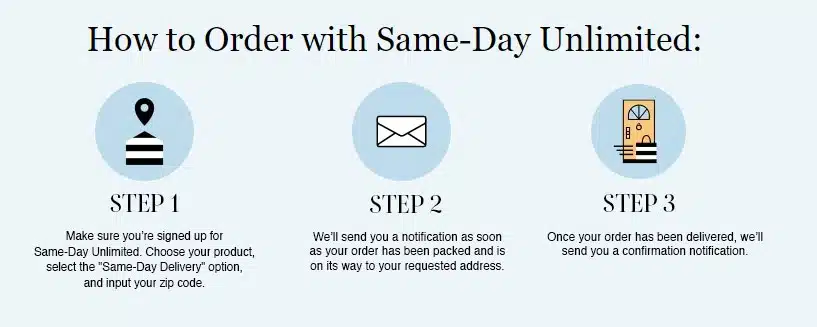 How to Order with Same-Day Unlimited:
STEP 1
Make sure you're signed up for
Same-Day Unlimited. Choose your product,
select the "Same-Day Delivery" option,
and input your zip code.
STEP 2
We'll send you a notification as soon
as your order has been packed and is
on its way to your requested address.
STEP 3
Once your order has been delivered, we'll
send you a confirmation notification.